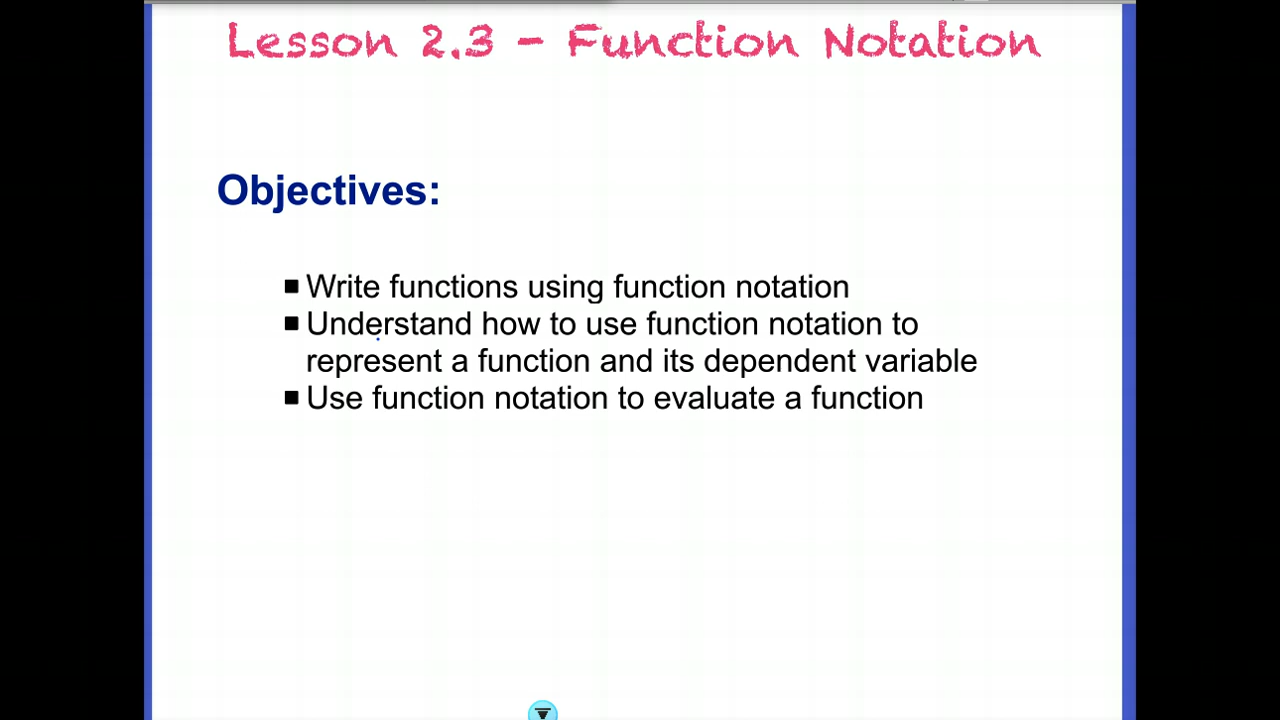 Lesson 2.3 - Function Notation
Objectives:
■ Write functions using function notation
■ Understand how to use function notation to
represent a function and its dependent variable
■ Use function notation to evaluate a function